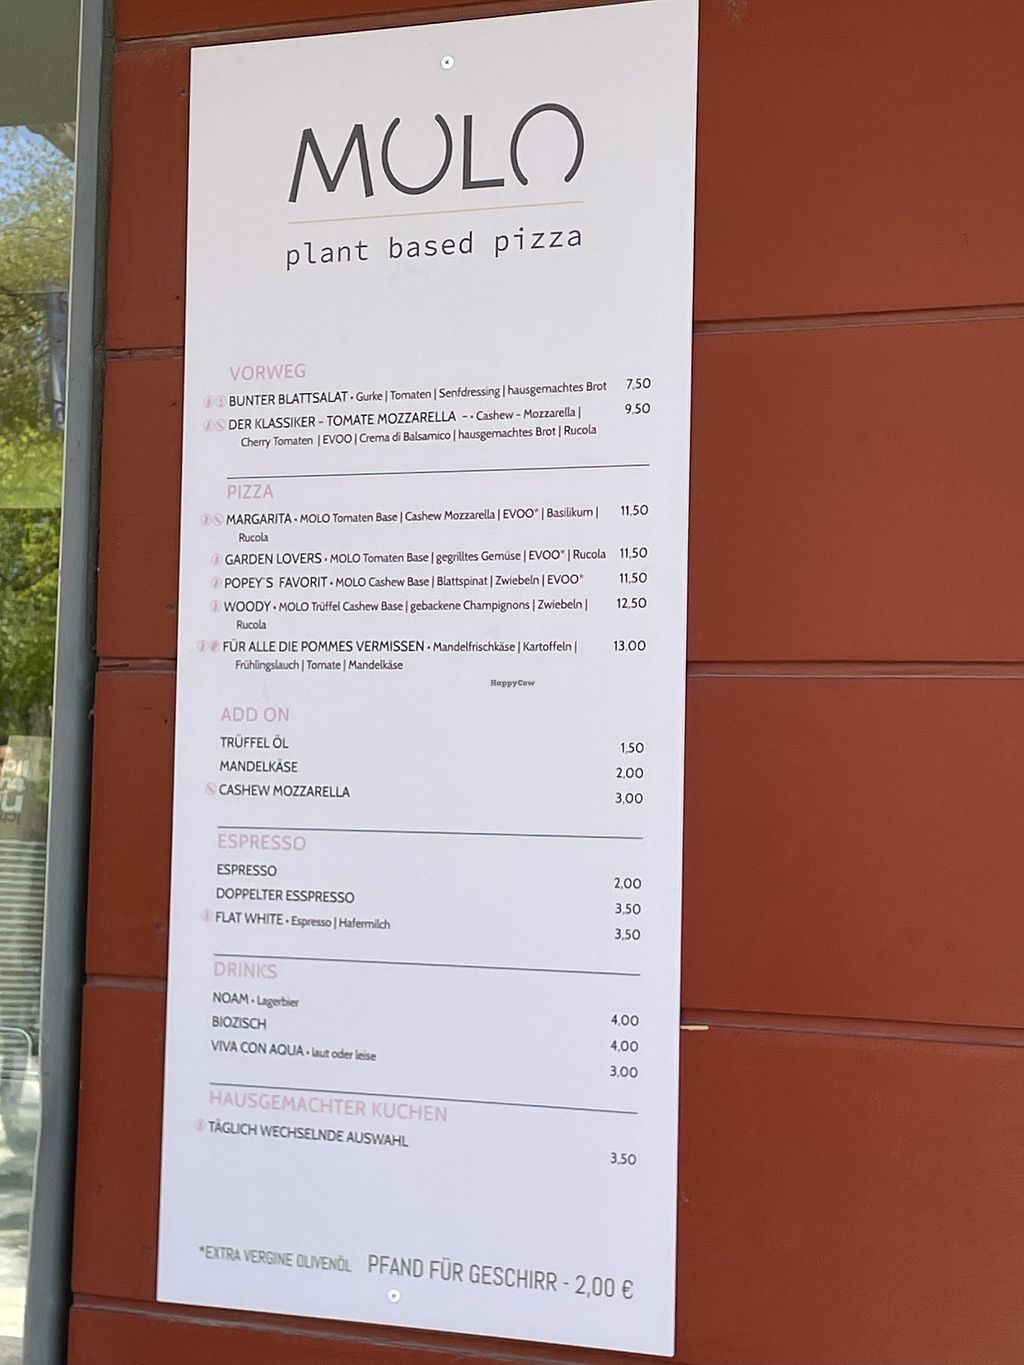 MOLO
plant based pizza
VORWEG
BUNTER BLATTSALAT • Gurke | Tomaten | Senfdressing | hausgemachtes Brot 7,50
DER KLASSIKER - TOMATE MOZZARELLA - • Cashew - Mozzarella | 9,50
Cherry Tomaten | EVOO | Crema di Balsamico | hausgemachtes Brot | Rucola
PIZZA
MARGARITA • MOLO Tomaten Base | Cashew Mozzarella | EVOO* | Basilikum | 11,50
Rucola
GARDEN LOVERS • MOLO Tomaten Base | gegrilltes Gemüse | EVOO* | Rucola 11,50
POPEY´S FAVORIT • MOLO Cashew Base | Blattspinat | Zwiebeln | EVOO* 11,50
WOODY • MOLO Trüffel Cashew Base | gebackene Champignons | Zwiebeln | 12,50
Rucola
FÜR ALLE DIE POMMES VERMISSEN • Mandelfrischkäse | Kartoffeln | 13,00
Frühlingslauch | Tomate | Mandelkäse
HappyCow
ADD ON
TRÜFFEL ÖL 1,50
MANDELKÄSE 2,00
CASHEW MOZZARELLA 3,00
ESPRESSO
ESPRESSO 2,00
DOPPELTER ESSPRESSO 3,50
FLAT WHITE • Espresso | Hafermilch 3,50
DRINKS
NOAM • Lagerbier 4,00
BIOZISCH 4,00
VIVA CON AQUA • laut oder leise 3,00
HAUSGEMACHTER KUCHEN
TÄGLICH WECHSELNDE AUSWAHL 3,50
*EXTRA VERGINE OLIVENÖL PFAND FÜR GESCHIRR - 2,00 €